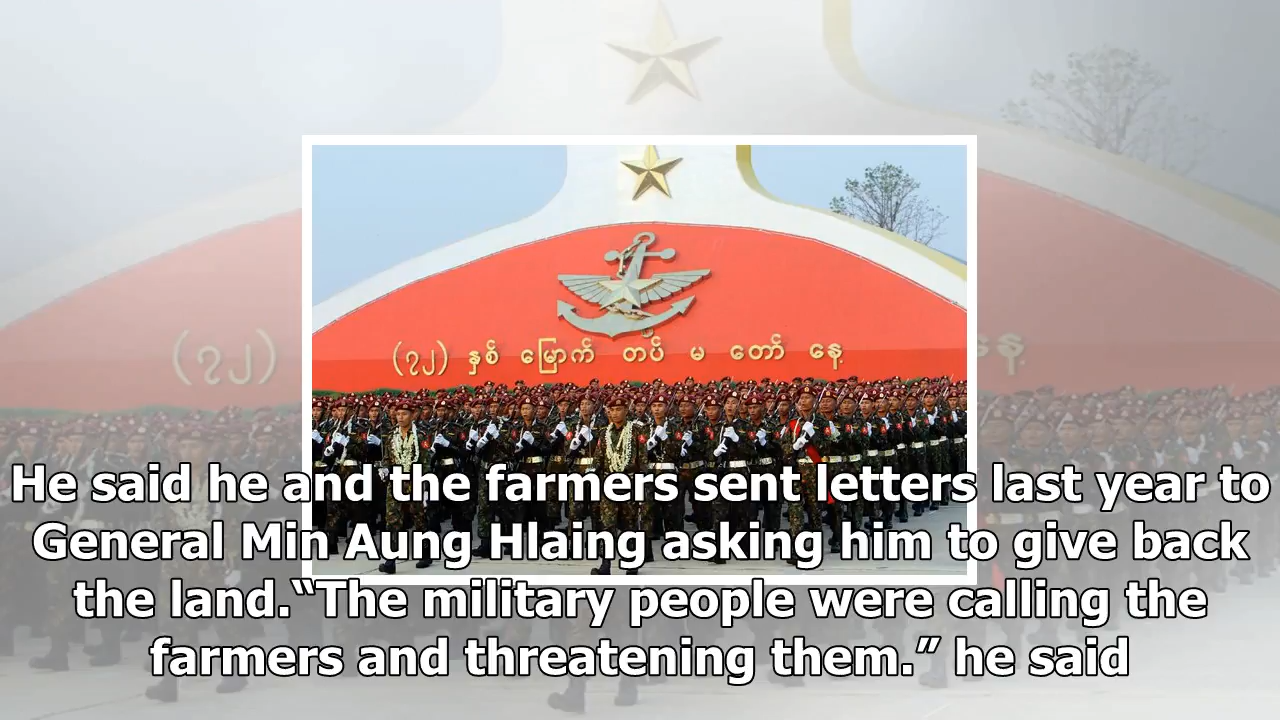 (၇၂) နှစ် မြောက် တပ် မ တော် နေ့
He said he and the farmers sent letters last year to
General Min Aung Hlaing asking him to give back
the land.“The military people were calling the
farmers and threatening them.” he said